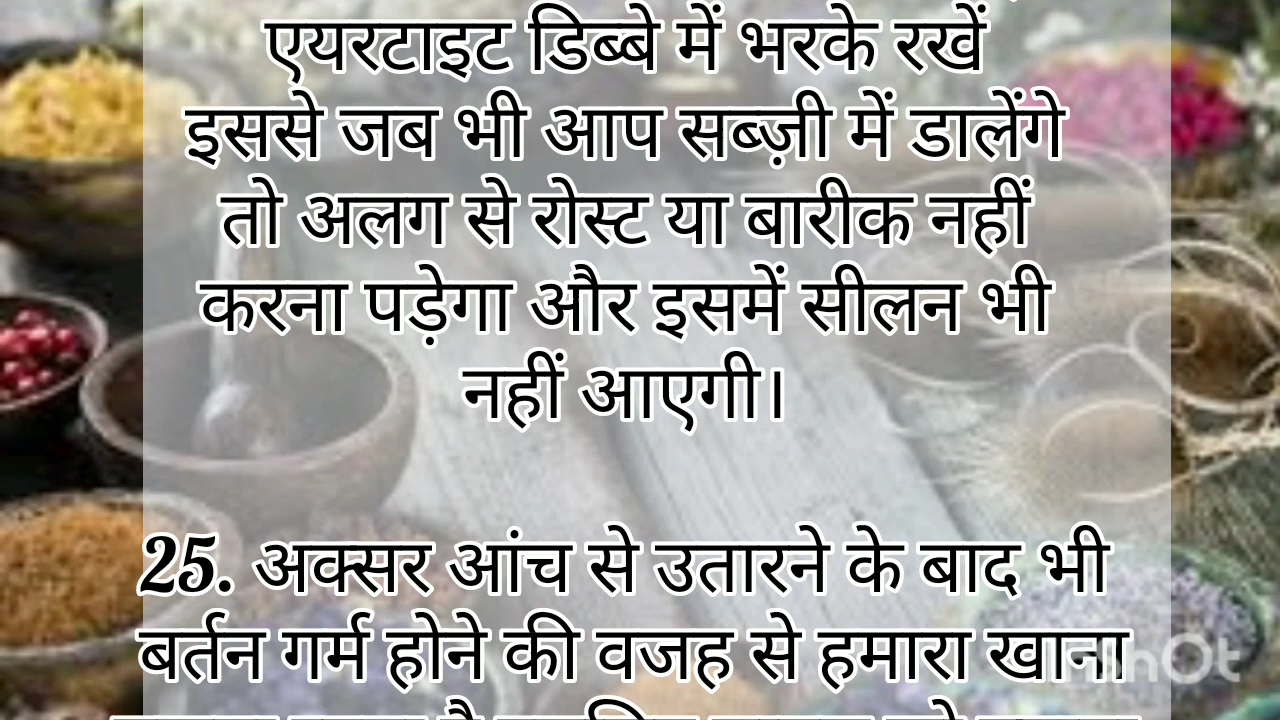 एयरटाइट डिब्बे में भरके रखें
इससे जब भी आप सब्ज़ी में डालेंगे
तो अलग से रोस्ट या बारीक नहीं
करना पड़ेगा और इसमें सीलन भी
नहीं आएगी।
25. अक्सर आंच से उतारने के बाद भी
बर्तन गर्म होने की वजह से हमारा खाना